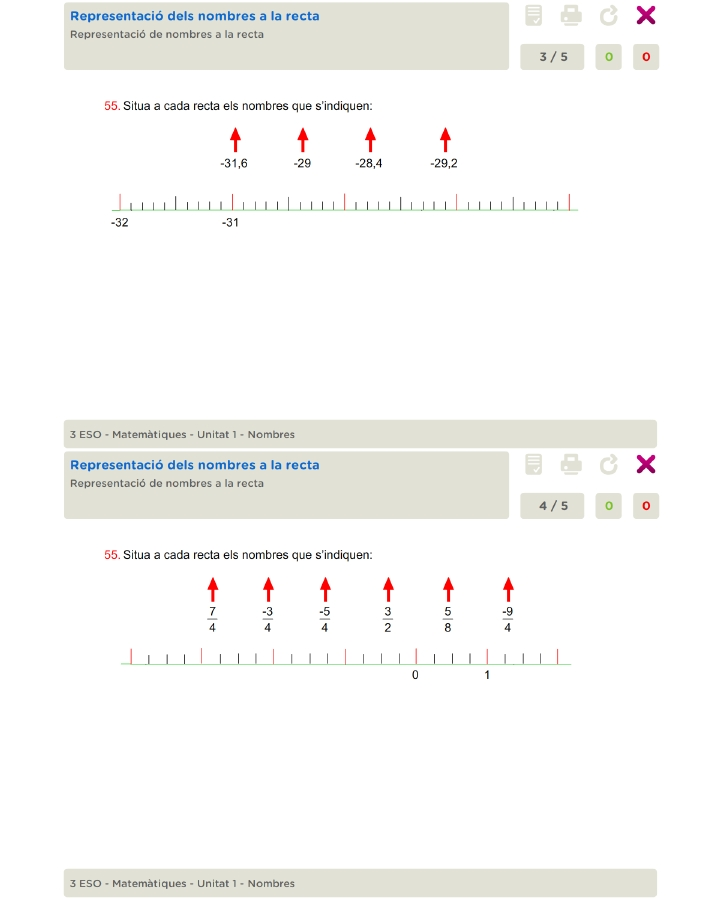 Representació dels nombres a la recta
Representació de nombres a la recta
3 / 5
0
0
55. Situa a cada recta els nombres que s'indiquen:
-31,6 -29 -28,4 -29,2
-32 -31
3 ESO - Matemàtiques - Unitat 1 - Nombres
Representació dels nombres a la recta
Representació de nombres a la recta
4 / 5
0
0
55. Situa a cada recta els nombres que s'indiquen:
7 -3 -5 3 5 -9
4 4 4 2 8 4
0 1
3 ESO - Matemàtiques - Unitat 1 - Nombres